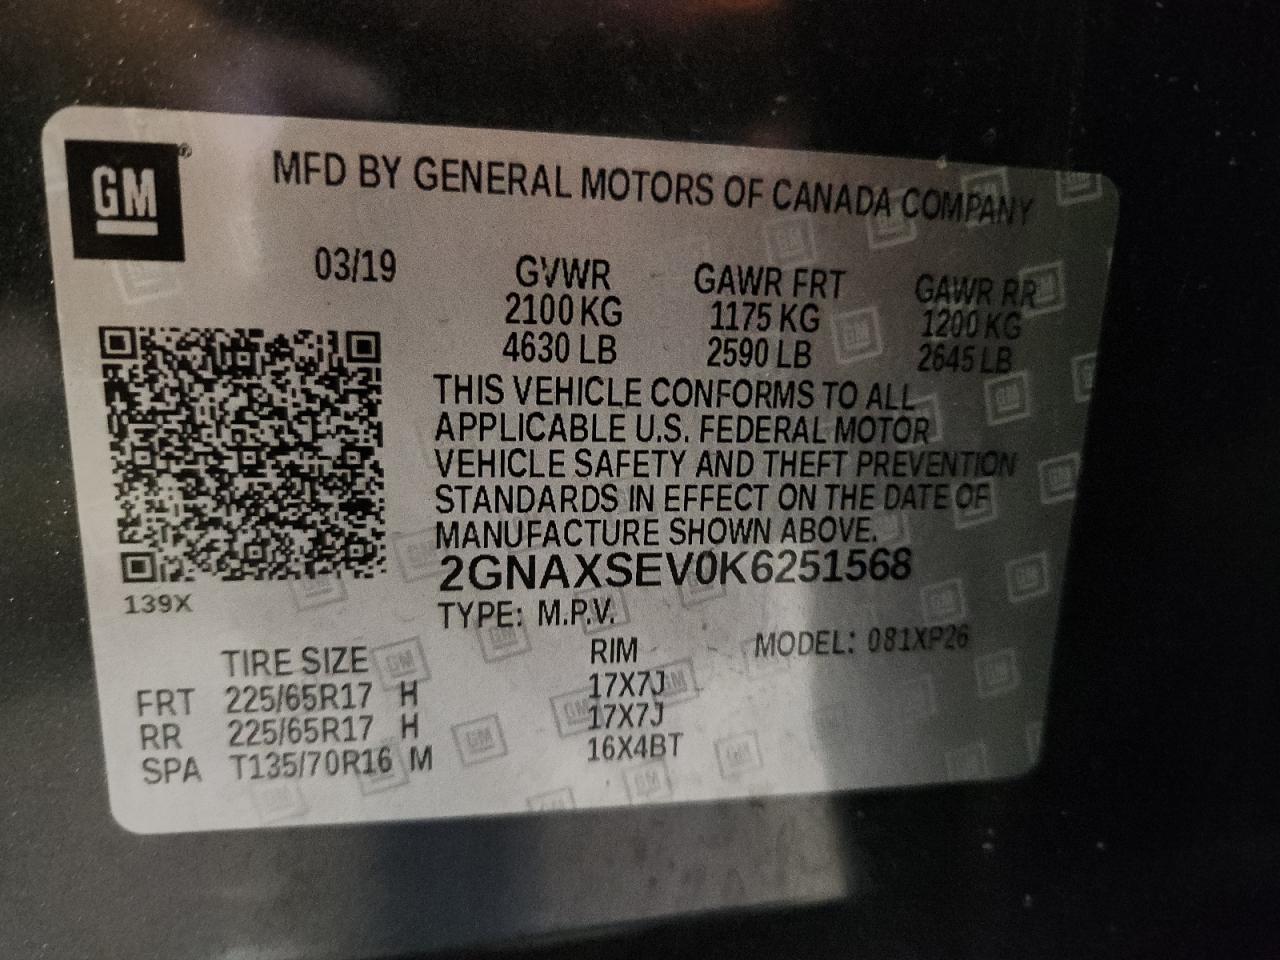 GM
MFD BY GENERAL MOTORS OF CANADA COMPANY
03/19 GVWR GAWR FRT GAWR RR
2100 KG 1175 KG 1200 KG
4630 LB 2590 LB 2645 LB
THIS VEHICLE CONFORMS TO ALL
APPLICABLE U.S. FEDERAL MOTOR
VEHICLE SAFETY AND THEFT PREVENTION
STANDARDS IN EFFECT ON THE DATE OF
MANUFACTURE SHOWN ABOVE.
2GNAXSEV0K6251568
139X
TYPE: M.P.V.
MODEL: 081XP26
TIRE SIZE RIM
FRT 225/65R17 H 17X7J
RR 225/65R17 H 17X7J
SPA T135/70R16 M 16X4BT